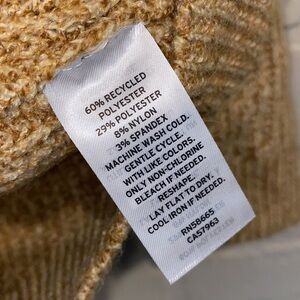 60% RECYCLED
POLYESTER
29% POLYESTER
8% NYLON
3% SPANDEX
MACHINE WASH COLD.
GENTLE CYCLE.
WITH LIKE COLORS.
ONLY NON-CHLORINE
BLEACH IF NEEDED.
RESHAPE.
LAY FLAT TO DRY.
COOL IRON IF NEEDED.
RN58665
CA57963